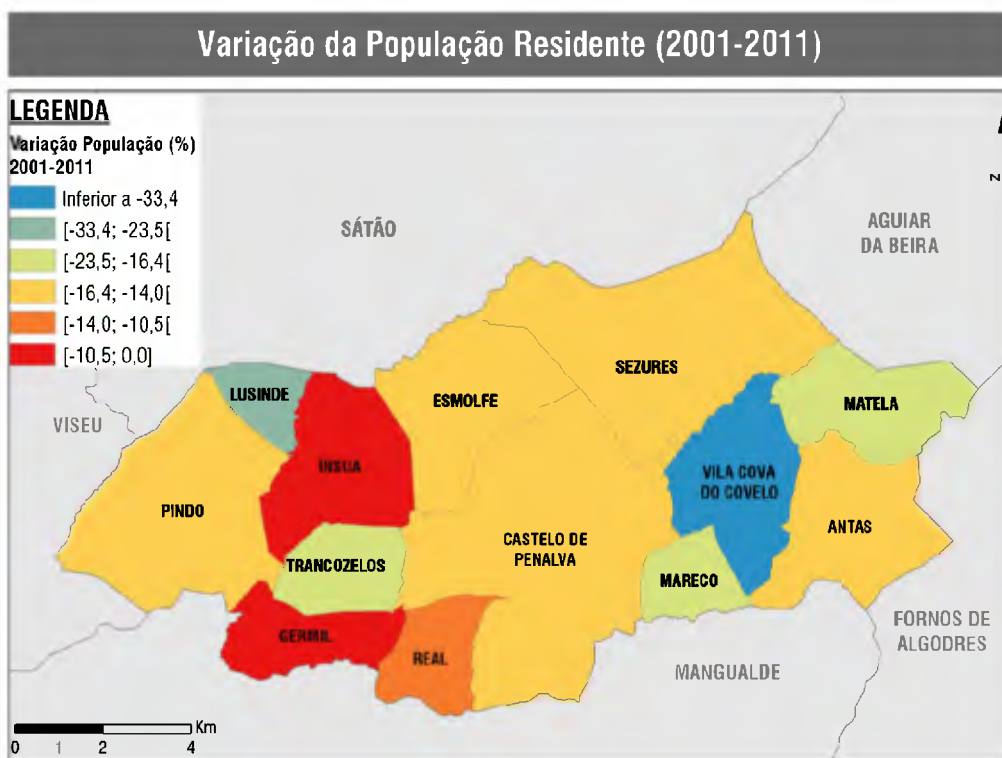 Variação da População Residente (2001-2011)
LEGENDA
Variação População (%)
2001-2011
Inferior a -33,4
[-33,4; -23,5[
[-23,5; -16,4[
[-16,4; -14,0[
[-14,0; -10,5[
[-10,5; 0,0]
SÁTÃO
AGUIAR
DA BEIRA
N
VISEU
LUSINDE
INSUA
ESMOLFE
SEZURES
MATELA
VILA COVA
DO COVELO
PINDO
CASTELO DE
PENALVA
ANTAS
TRANCOZELOS
MARECO
GERMIL
REAL
FORNOS DE
ALGODRES
MANGUALDE
Km
0 1 2 4